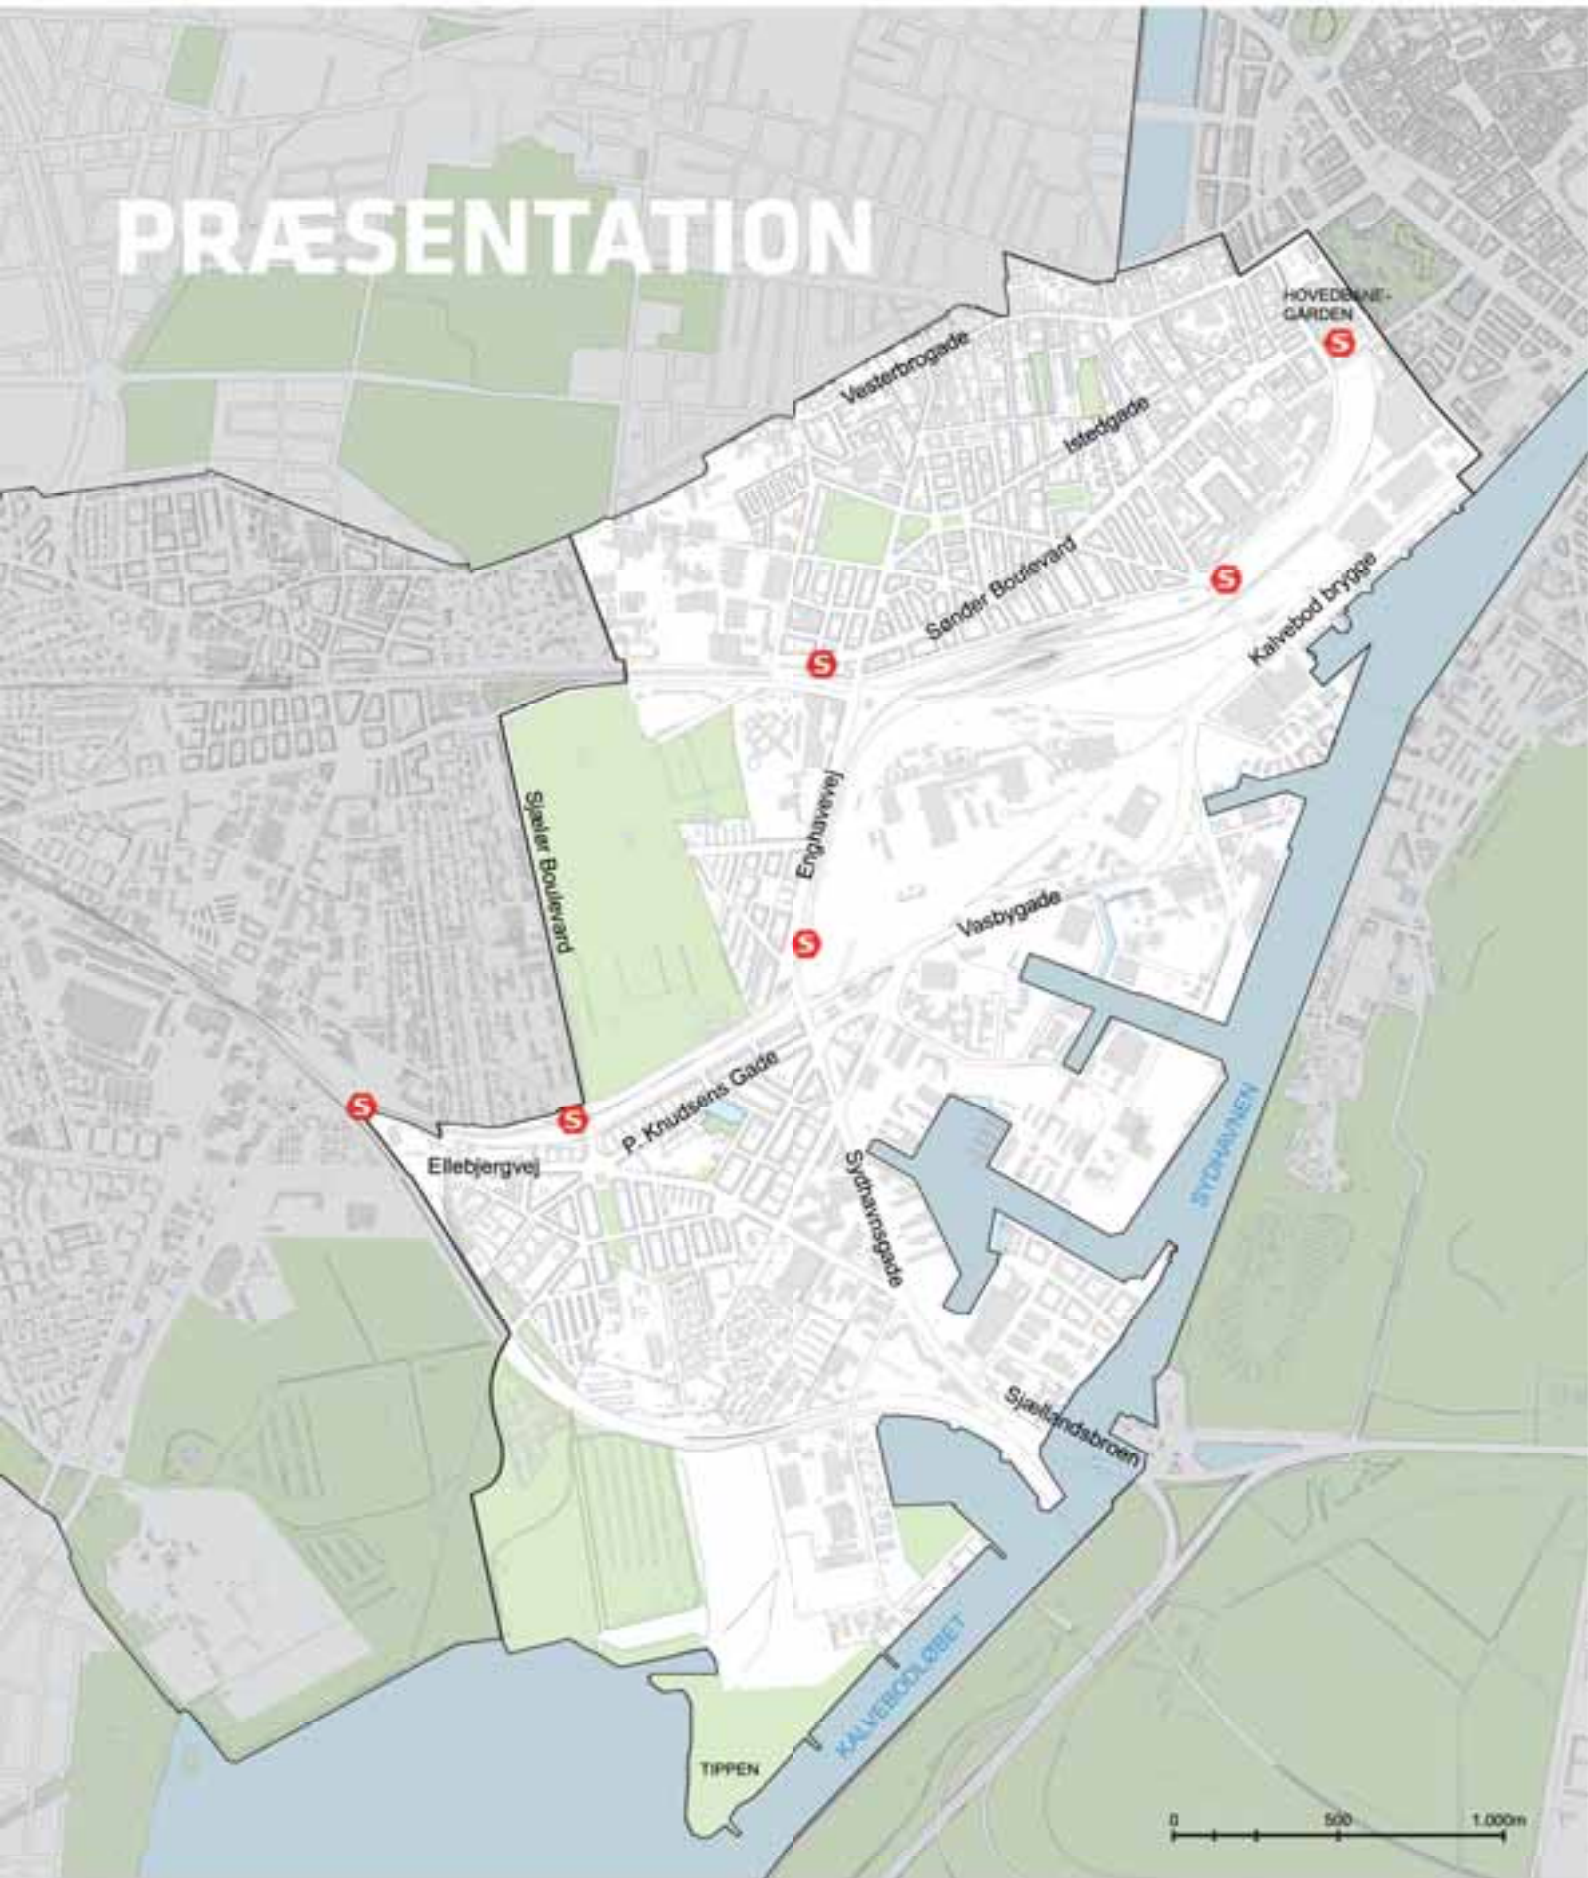 PRÆSENTATION
HOVEDBANE-
GÅRDEN
S
Vesterbrogade
Istedgade
Sønder Boulevard
S
Kalvebod brygge
S
Enghavevej
Sjælør Boulevard
Vasbygade
S
P. Knudsens Gade
S
S
Ellebjergvej
Sydhavnsgade
SYDHAVNEN
Sjællandsbroen
KALVEBODLØBET
TIPPEN
0 500 1.000m